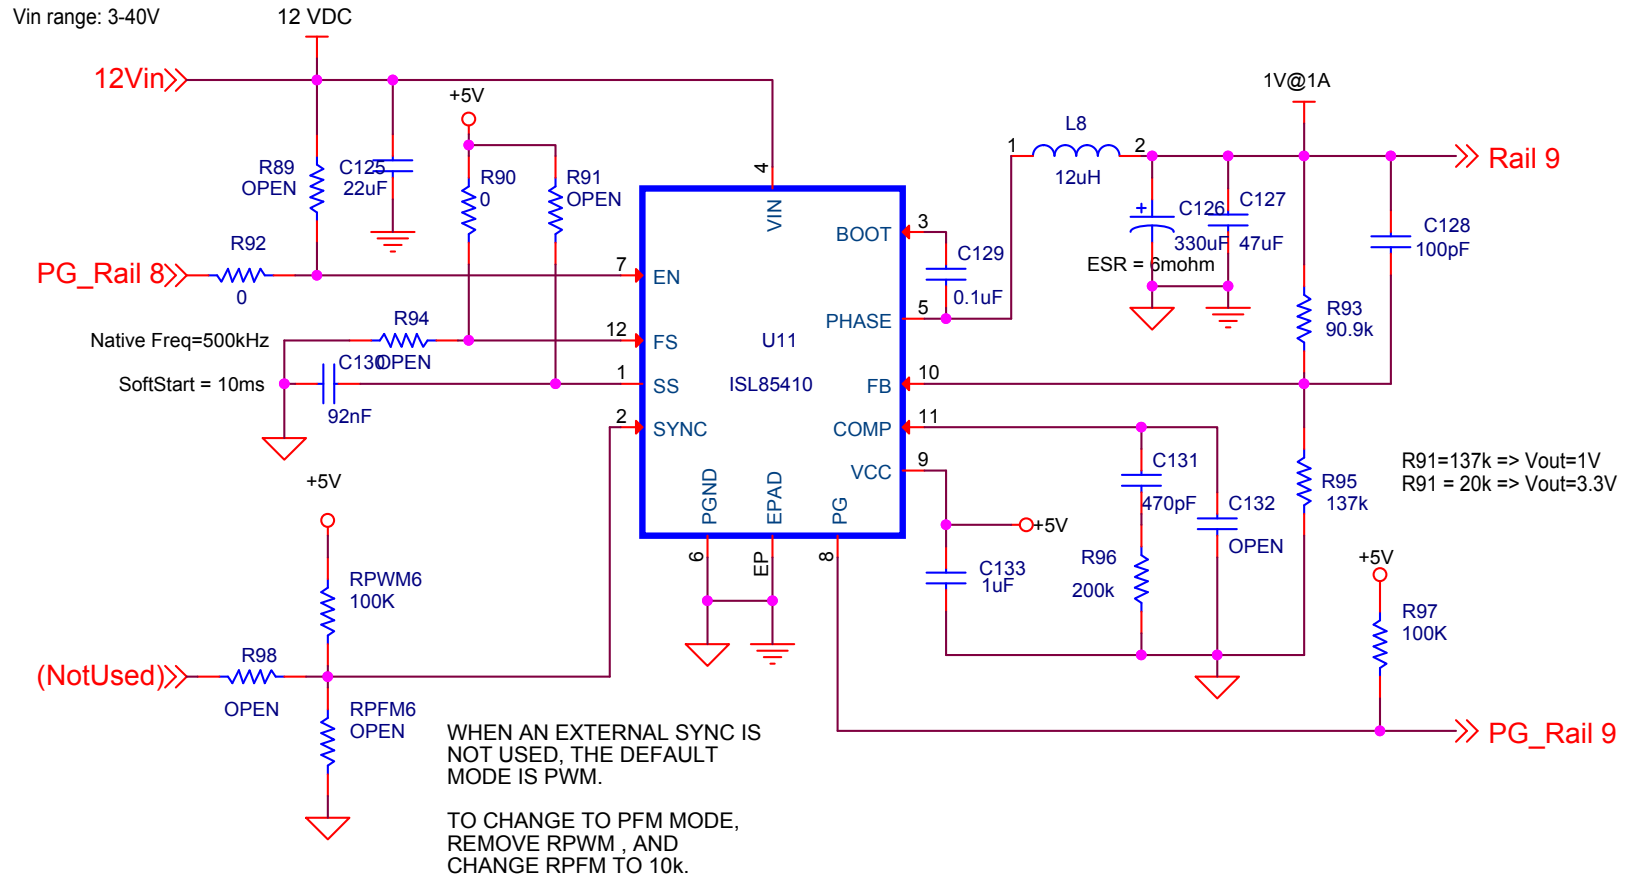 Vin range: 3-40V
12 VDC
12Vin
+5V
1V@1A
L8
1
2
12uH
Rail 9
R89
OPEN
C125
22uF
R90
0
R91
OPEN
4
VIN
BOOT
3
C126
330uF
ESR = 6mohm
C127
47uF
C128
100pF
R92
0
PG_Rail 8
7
EN
C129
0.1uF
PHASE
5
R93
90.9k
R94
OPEN
Native Freq=500kHz
12
FS
U11
ISL85410
C130
92nF
SoftStart = 10ms
1
SS
FB
10
2
SYNC
COMP
11
VCC
9
C131
470pF
C132
OPEN
R95
137k
R91=137k => Vout=1V
R91 = 20k => Vout=3.3V
PGND
EPAD
PG
6
EP
8
+5V
+5V
C133
1uF
R96
200k
+5V
R97
100K
RPWM6
100K
(NotUsed)
R98
OPEN
RPFM6
OPEN
PG_Rail 9
WHEN AN EXTERNAL SYNC IS
NOT USED, THE DEFAULT
MODE IS PWM.
TO CHANGE TO PFM MODE,
REMOVE RPWM , AND
CHANGE RPFM TO 10k.